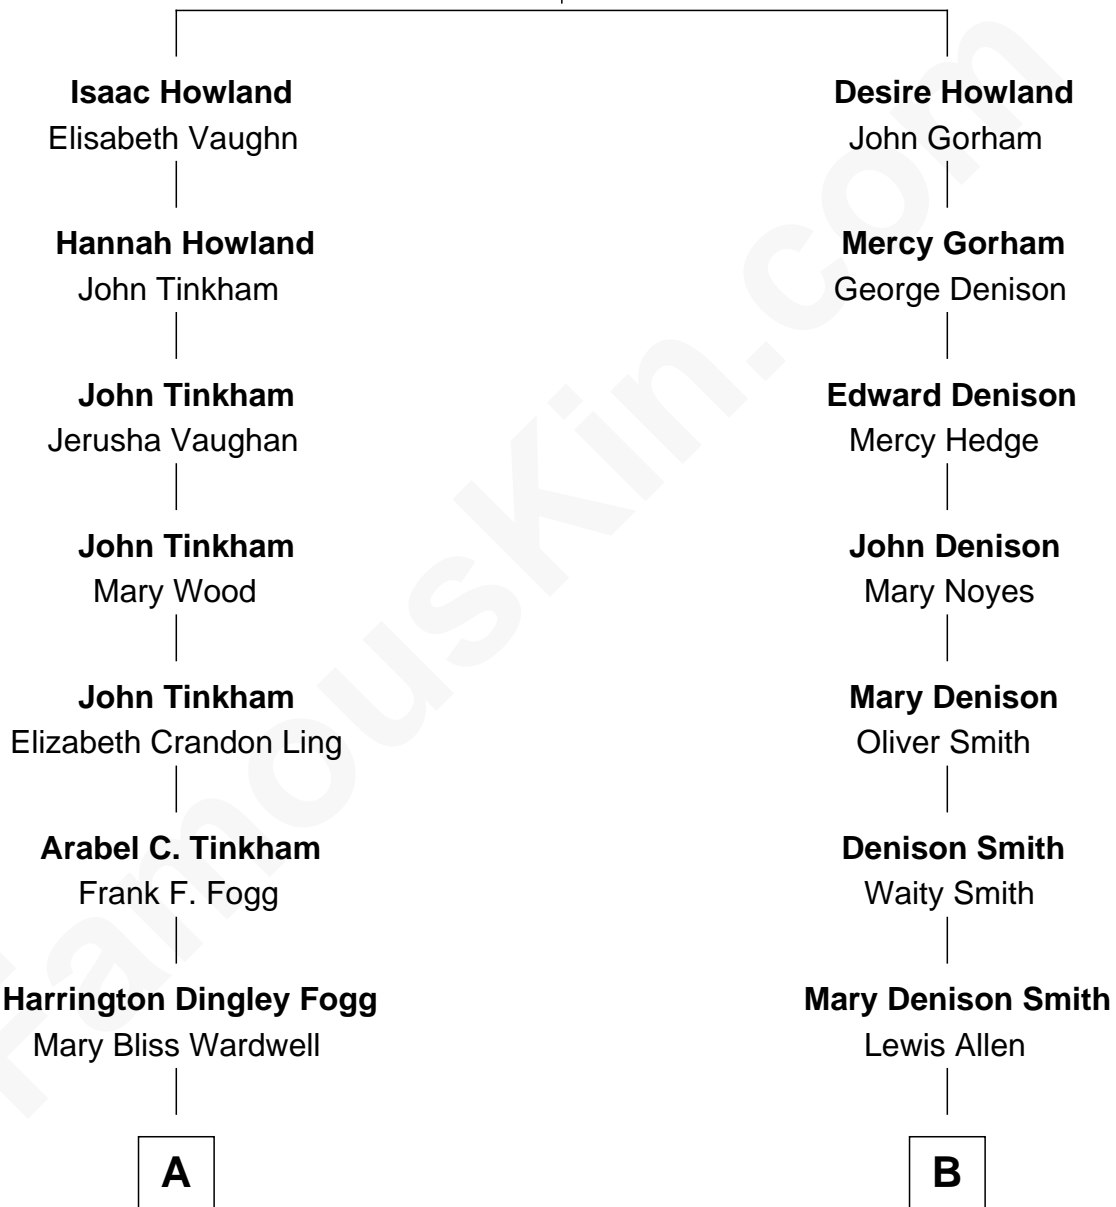 Isaac Howland
Elisabeth Vaughn
Desire Howland
John Gorham
Hannah Howland
John Tinkham
Mercy Gorham
George Denison
John Tinkham
Jerusha Vaughan
Edward Denison
Mercy Hedge
John Tinkham
Mary Wood
John Denison
Mary Noyes
John Tinkham
Elizabeth Crandon Ling
Mary Denison
Oliver Smith
Arabel C. Tinkham
Frank F. Fogg
Denison Smith
Waity Smith
Harrington Dingley Fogg
Mary Bliss Wardwell
Mary Denison Smith
Lewis Allen
A
B
FamousKin.com